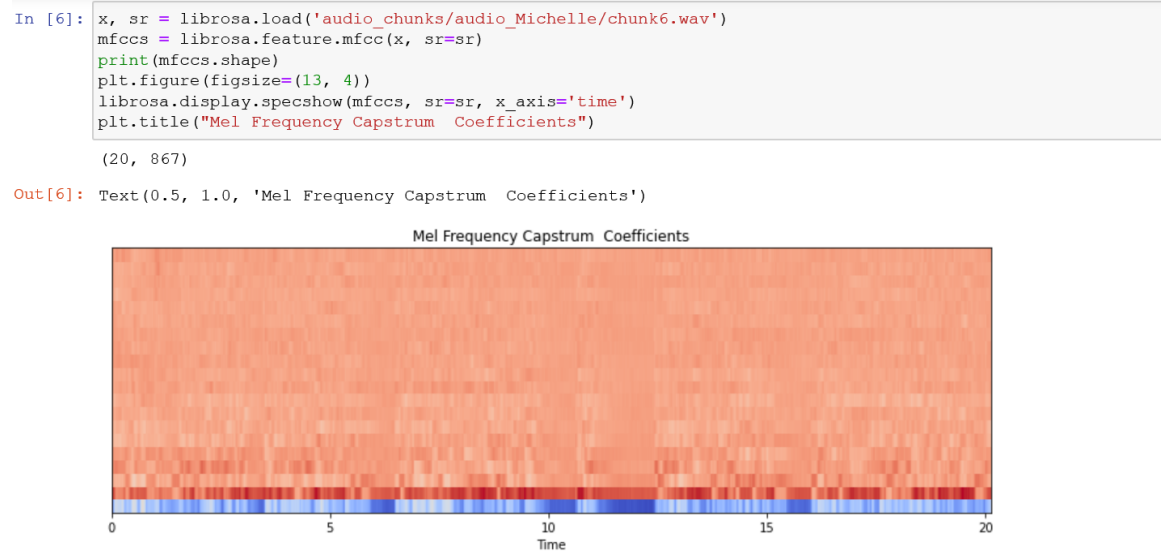 In [6]: x, sr = librosa.load('audio_chunks/audio_Michelle/chunk6.wav')
mfccs = librosa.feature.mfcc(x, sr=sr)
print(mfccs.shape)
plt.figure(figsize=(13, 4))
librosa.display.specshow(mfccs, sr=sr, x_axis='time')
plt.title("Mel Frequency Capstrum  Coefficients")
(20, 867)
Out[6]: Text(0.5, 1.0, 'Mel Frequency Capstrum  Coefficients')
Mel Frequency Capstrum  Coefficients
0 5 10 15 20
Time